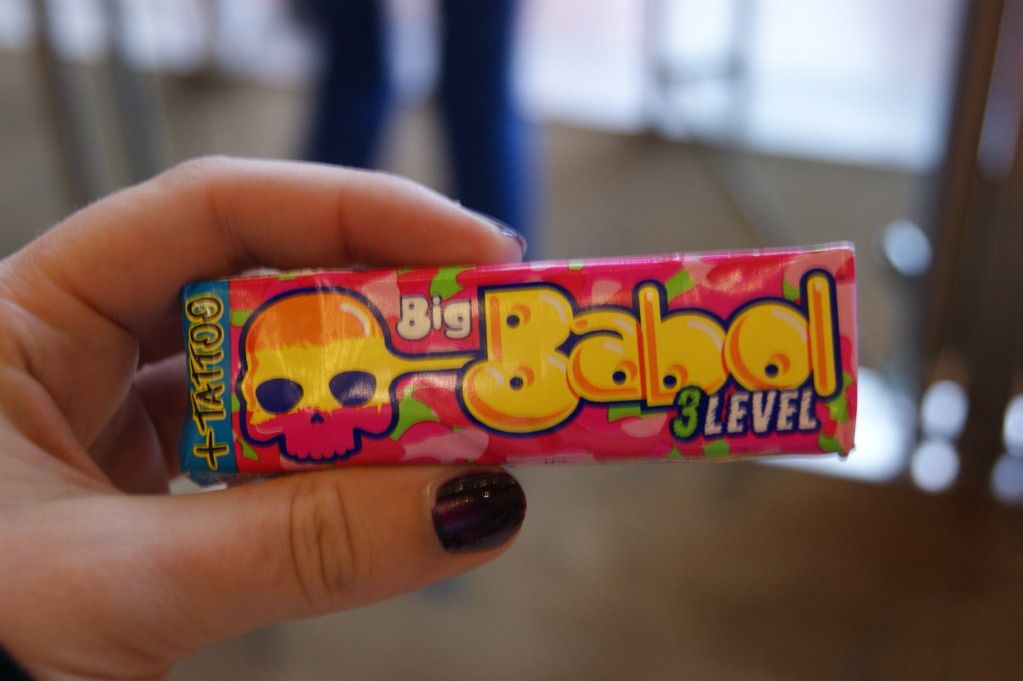 + TATTOO
Big
Babol
3 LEVEL